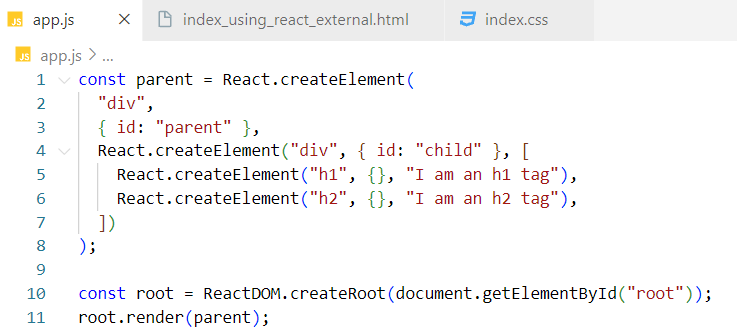 JS app.js × index_using_react_external.html index.css
JS app.js > ...
1 const parent = React.createElement(
2 "div",
3 { id: "parent" },
4 React.createElement("div", { id: "child" }, [
5 React.createElement("h1", {}, "I am an h1 tag"),
6 React.createElement("h2", {}, "I am an h2 tag"),
7 ])
8 );
9
10 const root = ReactDOM.createRoot(document.getElementById("root"));
11 root.render(parent);